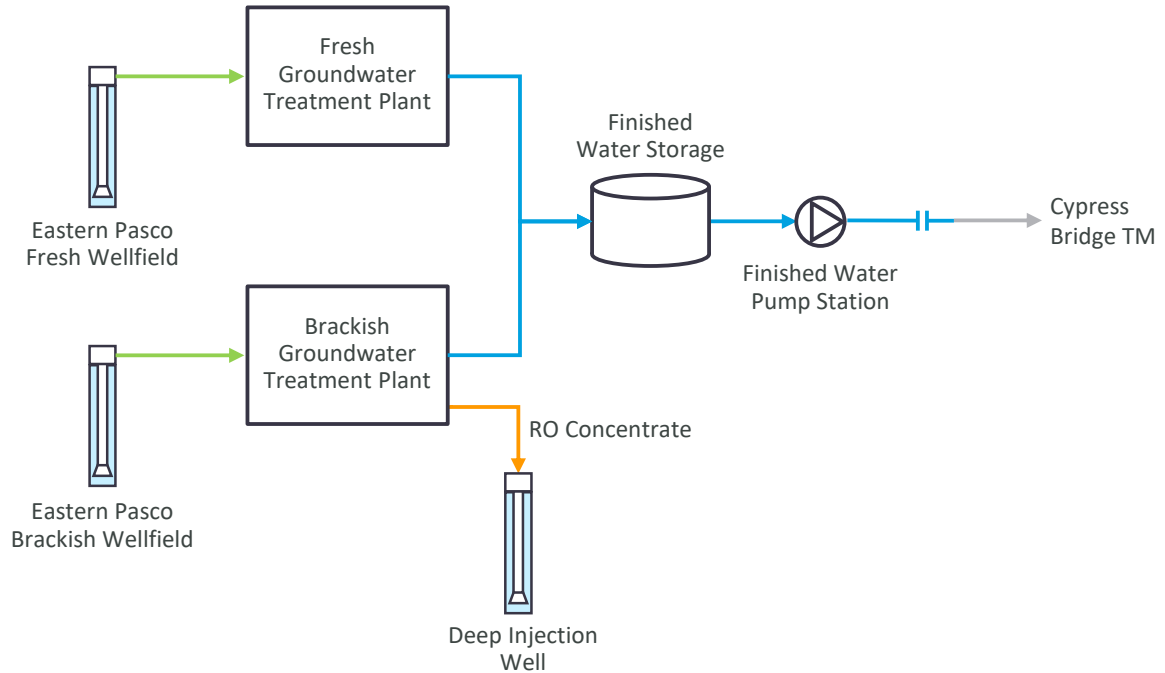 Fresh
Groundwater
Treatment Plant
Eastern Pasco
Fresh Wellfield
Finished
Water Storage
Cypress
Bridge TM
Finished Water
Pump Station
Brackish
Groundwater
Treatment Plant
RO Concentrate
Eastern Pasco
Brackish Wellfield
Deep Injection
Well